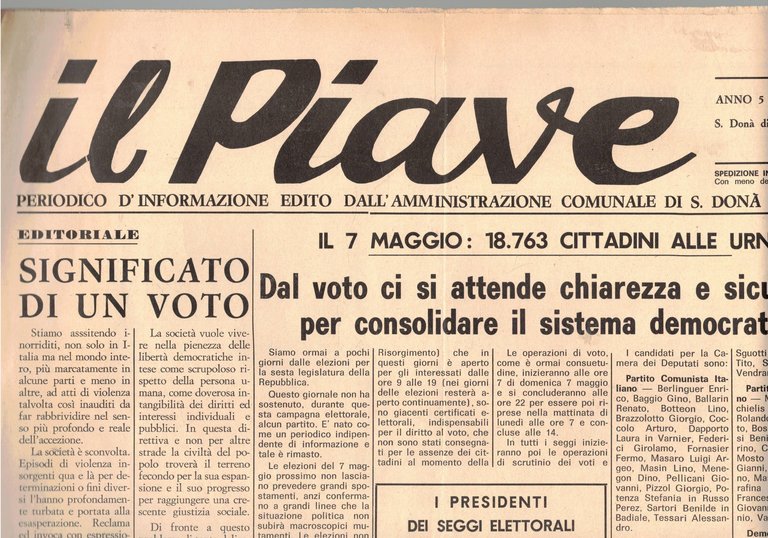 il Piave
ANNO 5
S. Donà di
SPEDIZIONE IN
Con meno de
PERIODICO D'INFORMAZIONE EDITO DALL'AMMINISTRAZIONE COMUNALE DI S. DONÀ
EDITORIALE
SIGNIFICATO
DI UN VOTO
Stiamo asssitendo i-
norriditi, non solo in
Italia ma nel mondo inte-
ro, più marcatamente in
alcune parti e meno in
altre, ad atti di violenza
talvolta così inauditi da
far rabbrividire nel sen-
so più profondo e reale
dell'accezione.
La società è sconvolta.
Episodi di violenza in-
sorgenti qua e là per de-
terminazioni o fini diver-
si l'hanno profondamen-
te turbata e portata alla
esasperazione. Reclama
ed invoca con espressio-
La società vuole vive-
re nella pienezza delle
libertà democratiche in-
tese come scrupoloso ri-
spetto della persona u-
mana, come doverosa in-
tangibilità dei diritti ed
interessi individuali e
pubblici. In questa di-
rettiva e non per altre
strade la civiltà del po-
polo troverà il terreno
fecondo per la sua espan-
sione e il suo progresso
per raggiungere una cre-
scente giustizia sociale.
Di fronte a questo
IL 7 MAGGIO: 18.763 CITTADINI ALLE URN
Dal voto ci si attende chiarezza e sicu
per consolidare il sistema democrat
Siamo ormai a pochi
giorni dalle elezioni per
la sesta legislatura della
Repubblica.
Questo giornale non ha
sostenuto, durante que-
sta campagna elettorale,
alcun partito. E' nato co-
me un periodico indipen-
dente di informazione e
tale è rimasto.
Le elezioni del 7 mag-
gio prossimo non lascia-
no prevedere grandi spo-
stamenti, anzi conferma-
no a grandi linee che la
situazione politica non
subirà macroscopici mu-
tamenti. Le elezioni non
Risorgimento) che in
questi giorni è aperto
per gli interessati dalle
ore 9 alle 19 (nei giorni
delle elezioni resterà a-
perto continuamente), so-
no giacenti certificati e-
lettorali, indispensabili
per il diritto al voto, che
non sono stati consegna-
ti per le assenze dei cit-
tadini al momento della
Le operazioni di voto,
come è ormai consuetu-
dine, inizieranno alle ore
7 di domenica 7 maggio
e si concluderanno alle
ore 22 per essere poi ri-
prese nella mattinata di
lunedì alle ore 7 e con-
cluse alle 14.
In tutti i seggi inizie-
ranno poi le operazioni
di scrutinio dei voti e
I PRESIDENTI
DEI SEGGI ELETTORALI
I candidati per la Ca-
mera dei Deputati sono:
Partito Comunista Ita-
liano — Berlinguer Enri-
co, Baggio Gino, Ballarin
Renato, Botteon Lino,
Brazzolotto Giorgio, Coc-
colo Arturo, Dapporto
Laura in Varnier, Federi-
ci Girolamo, Fornasier
Fermo, Masaro Luigi Ar-
geo, Masin Lino, Mene-
gon Dino, Pellicani Gio-
vanni, Pizzol Giorgio, Po-
tenza Stefania in Russo
Perez, Sartori Benilde in
Badiale, Tessari Alessan-
dro.
Sguotti
Tito, S
Vendran
Partit
no — M
chielis
Rolando